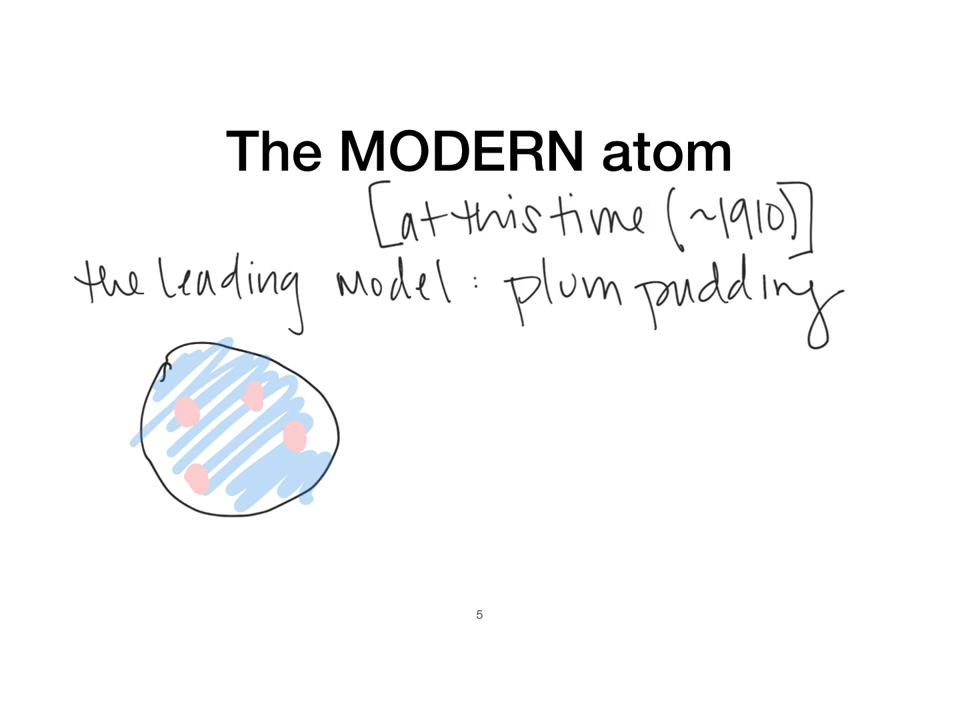 The MODERN atom
[at this time (~1910)]
the leading model: plum pudding
5